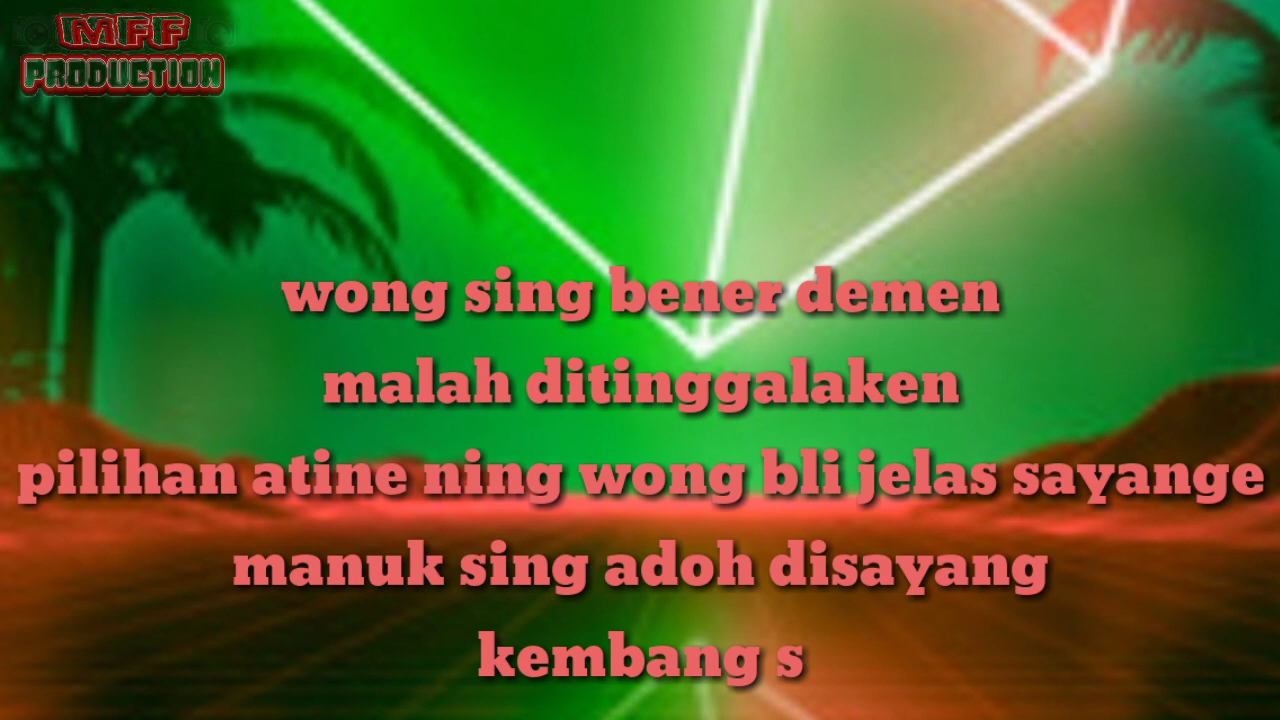 MFF
PRODUCTION
wong sing bener demen
malah ditinggalaken
pilihan atine ning wong bli jelas sayange
manuk sing adoh disayang
kembang s